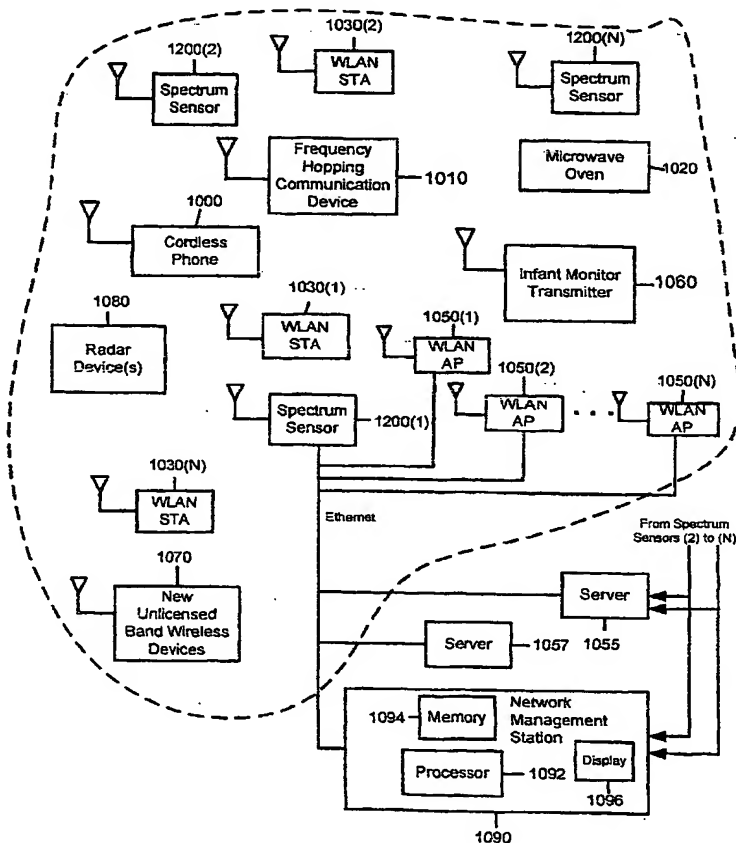 1030(2)
1200(2)
1200(N)
WLAN
STA
Spectrum
Sensor
Spectrum
Sensor
Frequency
Hopping
Communication
Device
1010
Microwave
Oven
1020
1000
Cordless
Phone
Infant Monitor
Transmitter
1060
1080
Radar
Device(s)
1030(1)
WLAN
STA
1050(1)
WLAN
AP
1050(2)
WLAN
AP
1050(N)
WLAN
AP
Spectrum
Sensor
1200(1)
1030(N)
WLAN
STA
Ethernet
From Spectrum
Sensors (2) to (N)
1070
New
Unlicensed
Band Wireless
Devices
Server
1055
Server
1057
1094
Memory
Network
Management
Station
Processor
1092
Display
1096
1090